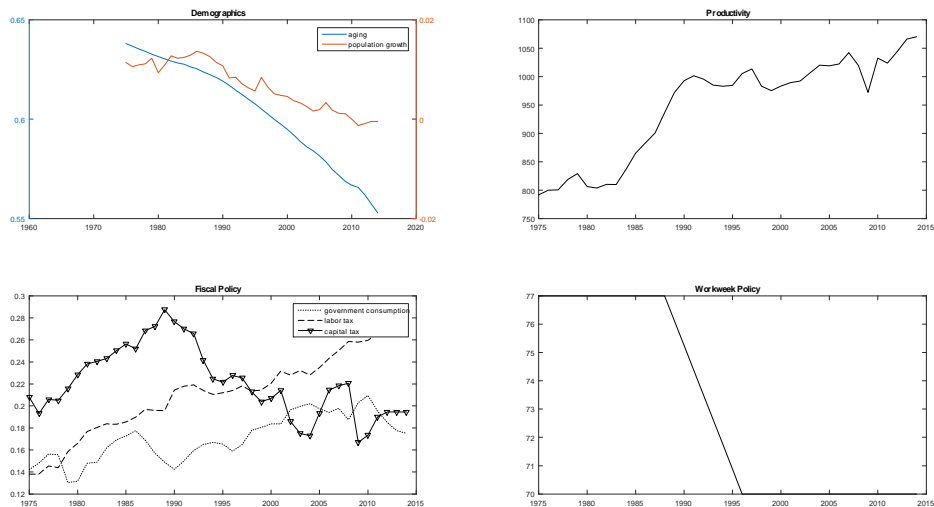 Demographics
0.65
0.6
0.55
0.02
0
-0.02
aging
population growth
1960 1970 1980 1990 2000 2010 2020
Productivity
1100
1050
1000
950
900
850
800
750
1975 1980 1985 1990 1995 2000 2005 2010 2015
Fiscal Policy
0.3
0.28
0.26
0.24
0.22
0.2
0.18
0.16
0.14
0.12
government consumption
labor tax
capital tax
1975 1980 1985 1990 1995 2000 2005 2010 2015
Workweek Policy
77
76
75
74
73
72
71
70
1975 1980 1985 1990 1995 2000 2005 2010 2015